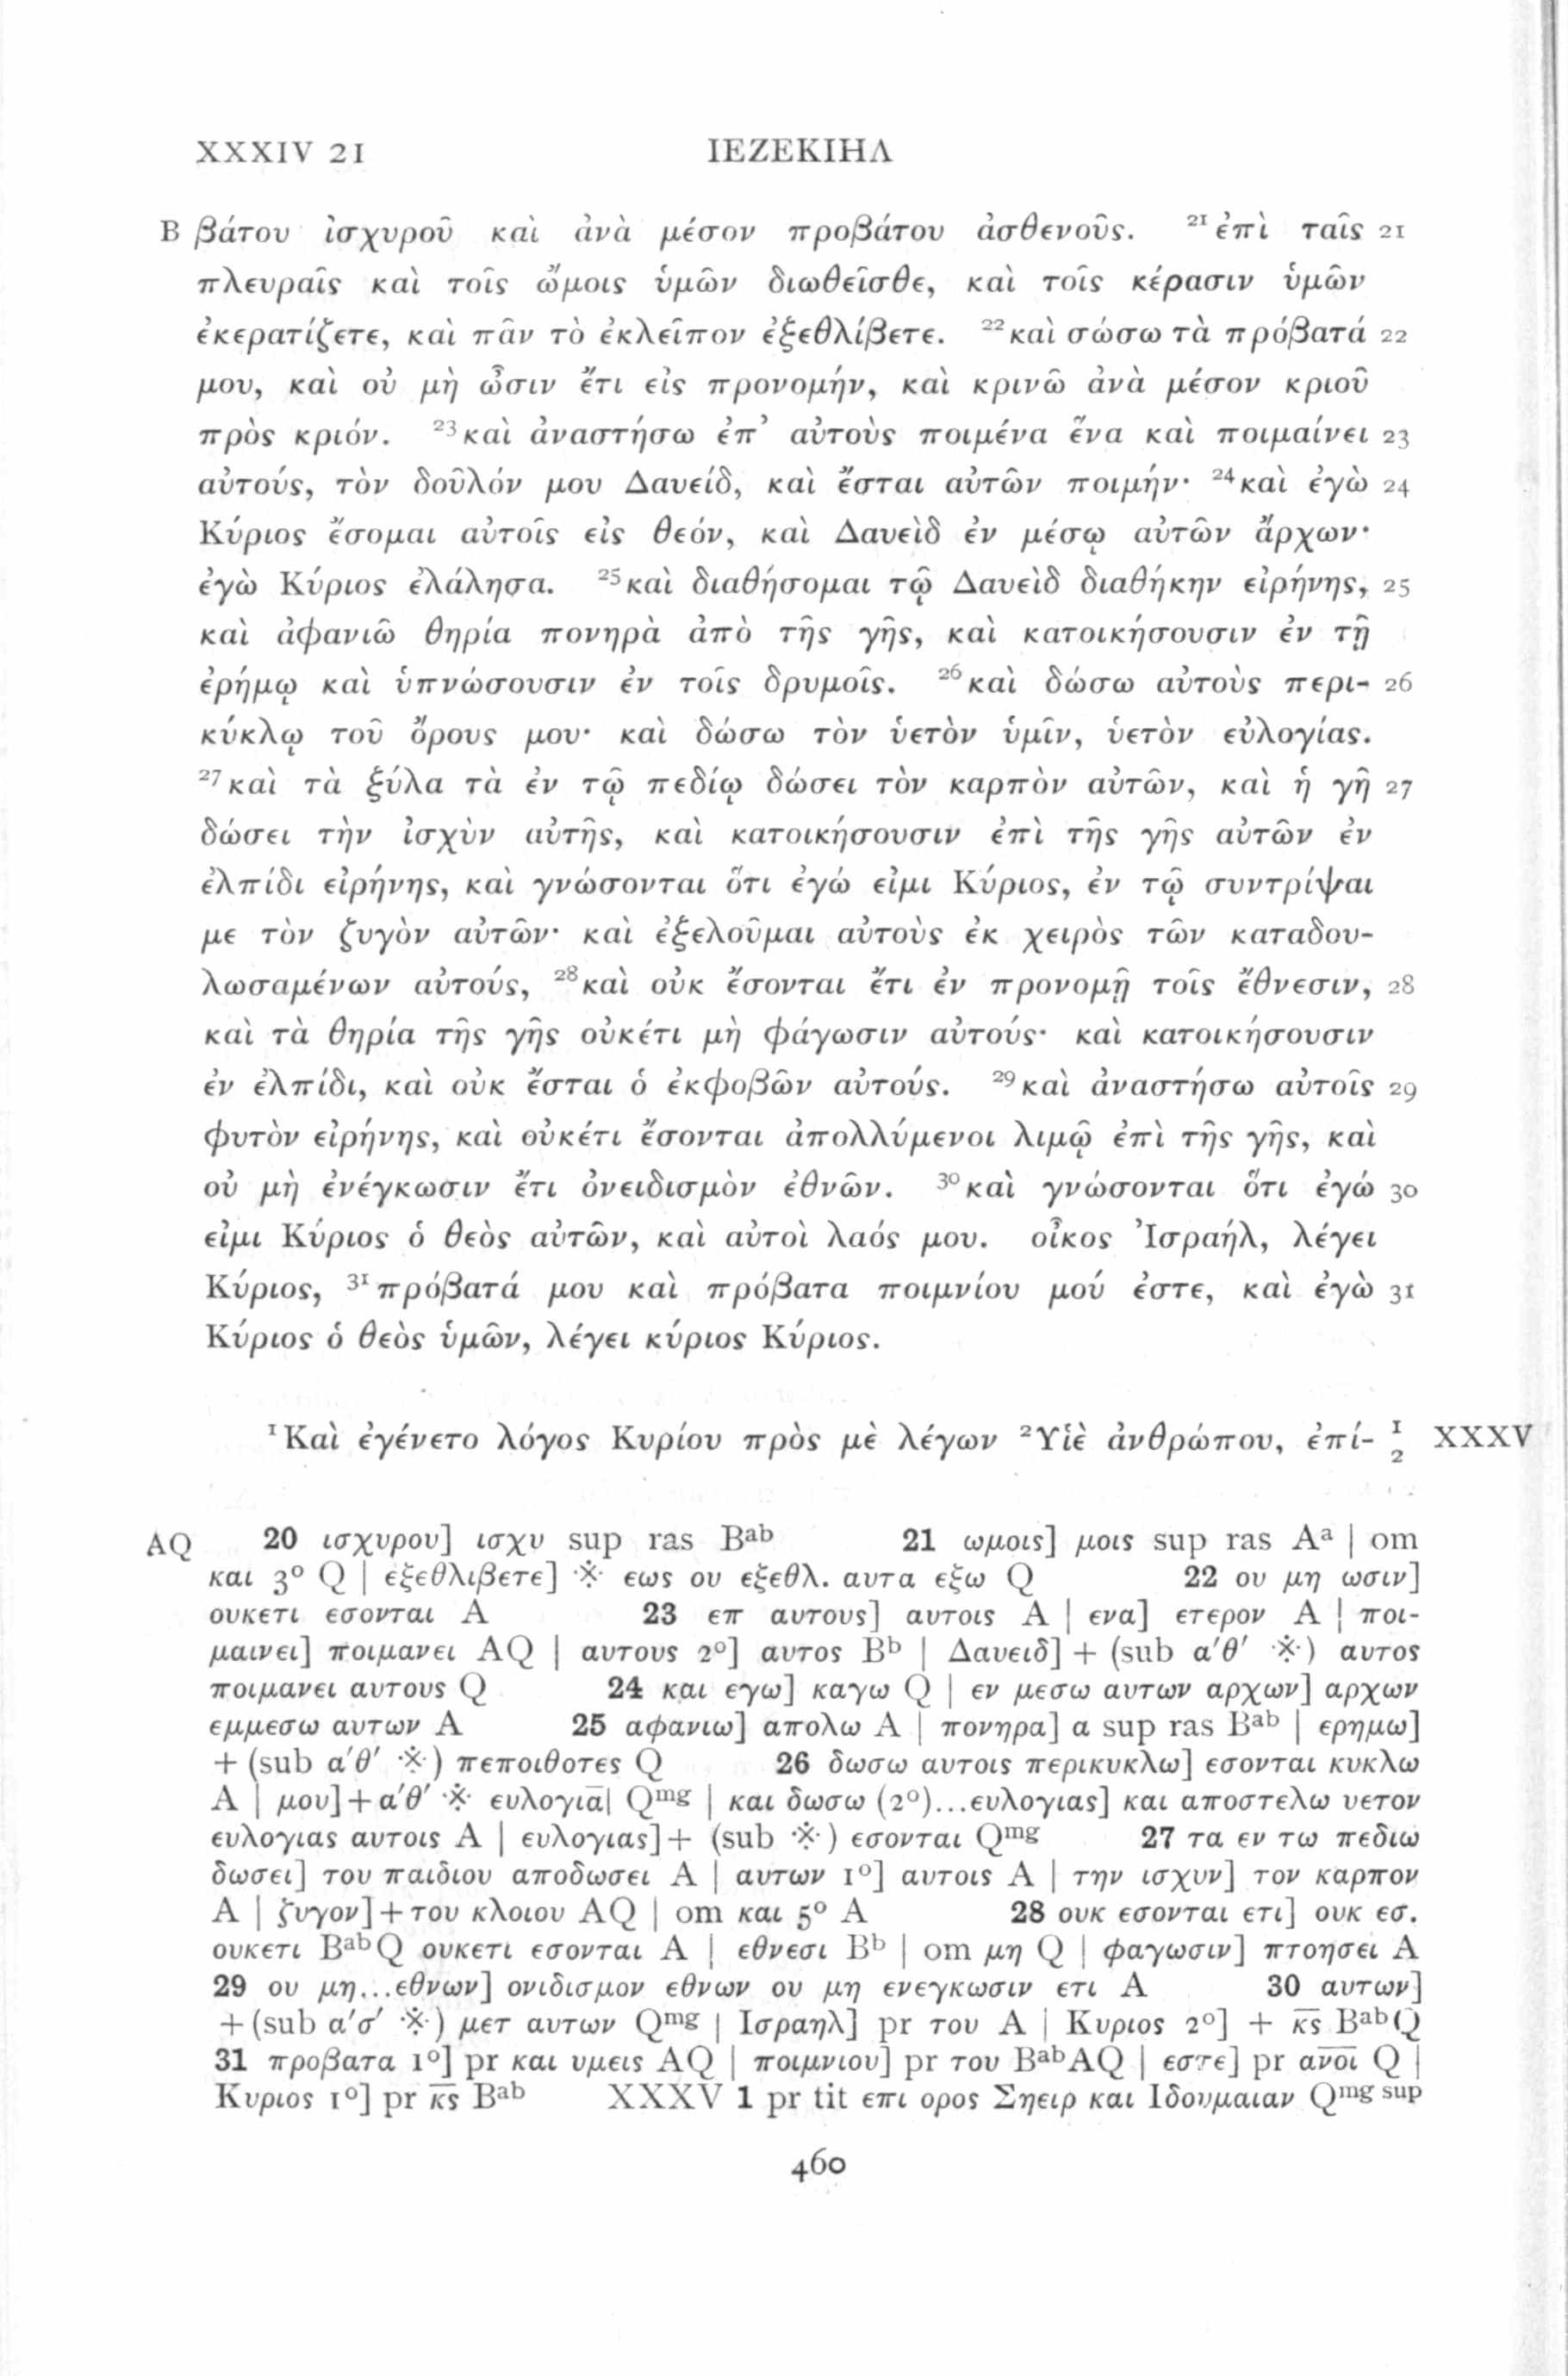 XXXIV 21 ΙΕΖΕΚΙΗΛ
B βάτου ἰσχυροῦ καὶ ἀνὰ μέσον προβάτου ἀσθενοῦς. ²¹ἐπὶ ταῖς 21
πλευραῖς καὶ τοῖς ὤμοις ὑμῶν διωθεῖσθε, καὶ τοῖς κέρασιν ὑμῶν
ἐκερατίζετε, καὶ πᾶν τὸ ἐκλεῖπον ἐξεθλίβετε. ²²καὶ σώσω τὰ πρόβατά 22
μου, καὶ οὐ μὴ ὦσιν ἔτι εἰς προνομήν, καὶ κρινῶ ἀνὰ μέσον κριοῦ
πρὸς κριόν. ²³καὶ ἀναστήσω ἐπ’ αὐτοὺς ποιμένα ἕνα καὶ ποιμαίνει 23
αὐτούς, τὸν δοῦλόν μου Δαυείδ, καὶ ἔσται αὐτῶν ποιμήν· ²⁴καὶ ἐγὼ 24
Κύριος ἔσομαι αὐτοῖς εἰς θεόν, καὶ Δαυεὶδ ἐν μέσῳ αὐτῶν ἄρχων·
ἐγὼ Κύριος ἐλάλησα. ²⁵καὶ διαθήσομαι τῷ Δαυεὶδ διαθήκην εἰρήνης, 25
καὶ ἀφανιῶ θηρία πονηρὰ ἀπὸ τῆς γῆς, καὶ κατοικήσουσιν ἐν τῇ
ἐρήμῳ καὶ ὑπνώσουσιν ἐν τοῖς δρυμοῖς. ²⁶καὶ δώσω αὐτοὺς περι- 26
κύκλῳ τοῦ ὄρους μου· καὶ δώσω τὸν ὑετὸν ὑμῖν, ὑετὸν εὐλογίας.
²⁷καὶ τὰ ξύλα τὰ ἐν τῷ πεδίῳ δώσει τὸν καρπὸν αὐτῶν, καὶ ἡ γῆ 27
δώσει τὴν ἰσχὺν αὐτῆς, καὶ κατοικήσουσιν ἐπὶ τῆς γῆς αὐτῶν ἐν
ἐλπίδι εἰρήνης, καὶ γνώσονται ὅτι ἐγώ εἰμι Κύριος, ἐν τῷ συντρίψαι
με τὸν ζυγὸν αὐτῶν· καὶ ἐξελοῦμαι αὐτοὺς ἐκ χειρὸς τῶν καταδου-
λωσαμένων αὐτούς, ²⁸καὶ οὐκ ἔσονται ἔτι ἐν προνομῇ τοῖς ἔθνεσιν, 28
καὶ τὰ θηρία τῆς γῆς οὐκέτι μὴ φάγωσιν αὐτούς· καὶ κατοικήσουσιν
ἐν ἐλπίδι, καὶ οὐκ ἔσται ὁ ἐκφοβῶν αὐτούς. ²⁹καὶ ἀναστήσω αὐτοῖς 29
φυτὸν εἰρήνης, καὶ οὐκέτι ἔσονται ἀπολλύμενοι λιμῷ ἐπὶ τῆς γῆς, καὶ
οὐ μὴ ἐνέγκωσιν ἔτι ὀνειδισμὸν ἐθνῶν. ³⁰καὶ γνώσονται ὅτι ἐγώ 30
εἰμι Κύριος ὁ θεὸς αὐτῶν, καὶ αὐτοὶ λαός μου. οἶκος Ἰσραήλ, λέγει
Κύριος, ³¹πρόβατά μου καὶ πρόβατα ποιμνίου μού ἐστε, καὶ ἐγὼ 31
Κύριος ὁ θεὸς ὑμῶν, λέγει κύριος Κύριος.
¹Καὶ ἐγένετο λόγος Κυρίου πρὸς μὲ λέγων ²Υἱὲ ἀνθρώπου, ἐπί- 1 2 XXXV
AQ 20 ισχυρου] ισχυ sup ras Bᵃᵇ 21 ωμοις] μοις sup ras Aᵃ | om
και 3° Q | εξεθλιβετε] ※ εως ου εξεθλ. αυτα εξω Q 22 ου μη ωσιν]
ουκετι εσονται A 23 επ αυτους] αυτοις A | ενα] ετερον A | ποι-
μαινει] ποιμανει AQ | αυτους 2°] αυτος Bᵇ | Δαυειδ] + (sub α′θ′ ※) αυτος
ποιμανει αυτους Q 24 και εγω] καγω Q | εν μεσω αυτων αρχων] αρχων
εμμεσω αυτων A 25 αφανιω] απολω A | πονηρα] α sup ras Bᵃᵇ | ερημω]
+ (sub α′θ′ ※) πεποιθοτες Q 26 δωσω αυτοις περικυκλω] εσονται κυκλω
A | μου] + α′θ′ ※ ευλογια̅| Qᵐᵍ | και δωσω (2°)...ευλογιας] και αποστελω υετον
ευλογιας αυτοις A | ευλογιας] + (sub ※) εσονται Qᵐᵍ 27 τα εν τω πεδιω
δωσει] του παιδιου αποδωσει A | αυτων 1°] αυτοις A | την ισχυν] τον καρπον
A | ζυγον] + του κλοιου AQ | om και 5° A 28 ουκ εσονται ετι] ουκ εσ.
ουκετι BᵃᵇQ ουκετι εσονται A | εθνεσι Bᵇ | om μη Q | φαγωσιν] πτοησει A
29 ου μη...εθνων] ονιδισμον εθνων ου μη ενεγκωσιν ετι A 30 αυτων]
+ (sub α′σ′ ※) μετ αυτων Qᵐᵍ | Ισραηλ] pr του A | Κυριος 2°] + κ̅ς̅ BᵃᵇQ
31 προβατα 1°] pr και υμεις AQ | ποιμνιου] pr του BᵃᵇAQ | εστε] pr α̅ν̅ο̅ι̅ Q |
Κυριος 1°] pr κ̅ς̅ Bᵃᵇ XXXV 1 pr tit επι ορος Σηειρ και Ιδουμαιαν Qᵐᵍ ˢᵘᵖ
460